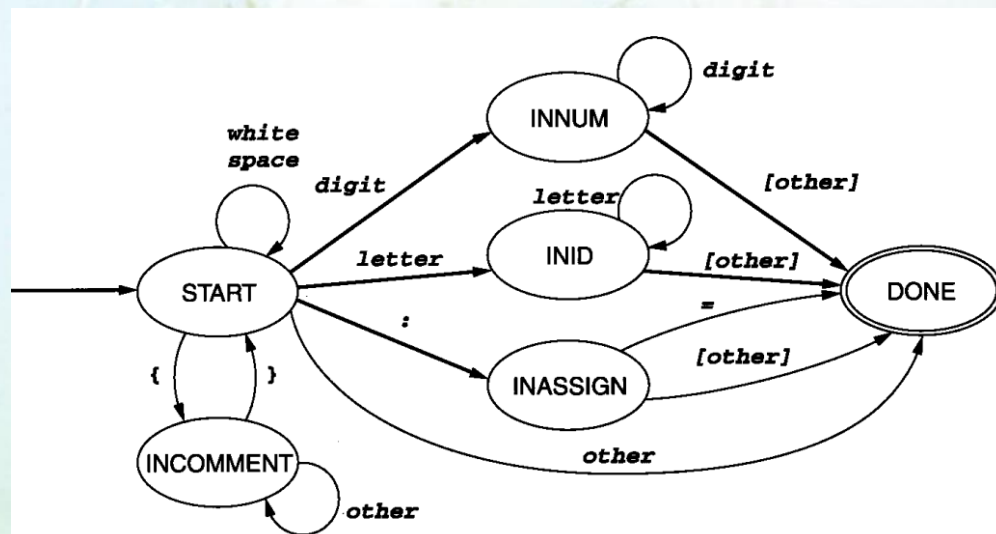 digit
INNUM
white
space
digit
[other]
letter
letter
INID
[other]
START
DONE
=
:
[other]
INASSIGN
{
}
INCOMMENT
other
other